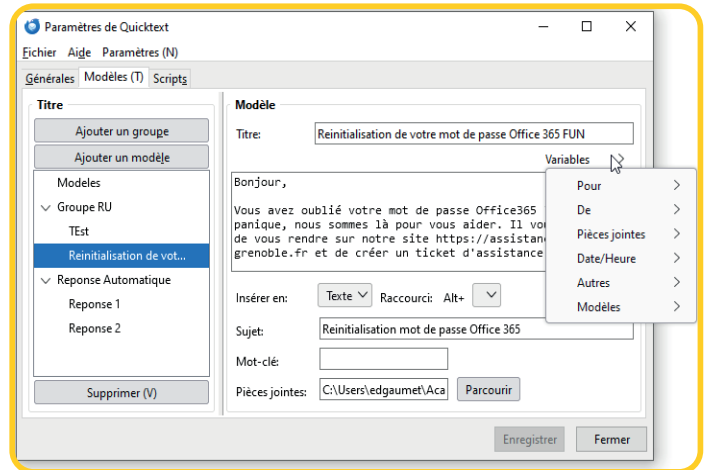 Paramètres de Quicktext
Fichier Aide Paramètres (N)
Générales Modèles (T) Scripts
Titre
Ajouter un groupe
Ajouter un modèle
Modeles
Groupe RU
TEst
Reinitialisation de vot...
Reponse Automatique
Reponse 1
Reponse 2
Supprimer (V)
Modèle
Titre: Reinitialisation de votre mot de passe Office 365 FUN
Variables
Bonjour,
Vous avez oublié votre mot de passe Office365
panique, nous sommes là pour vous aider. Il
de vous rendre sur notre site https://assistan
grenoble.fr et de créer un ticket d'assistance
Pour
De
Pièces jointes
Date/Heure
Autres
Modèles
Insérer en: Texte Raccourci: Alt+
Sujet: Reinitialisation mot de passe Office 365
Mot-clé:
Pièces jointes: C:\Users\edgaumet\Aca Parcourir
Enregistrer Fermer